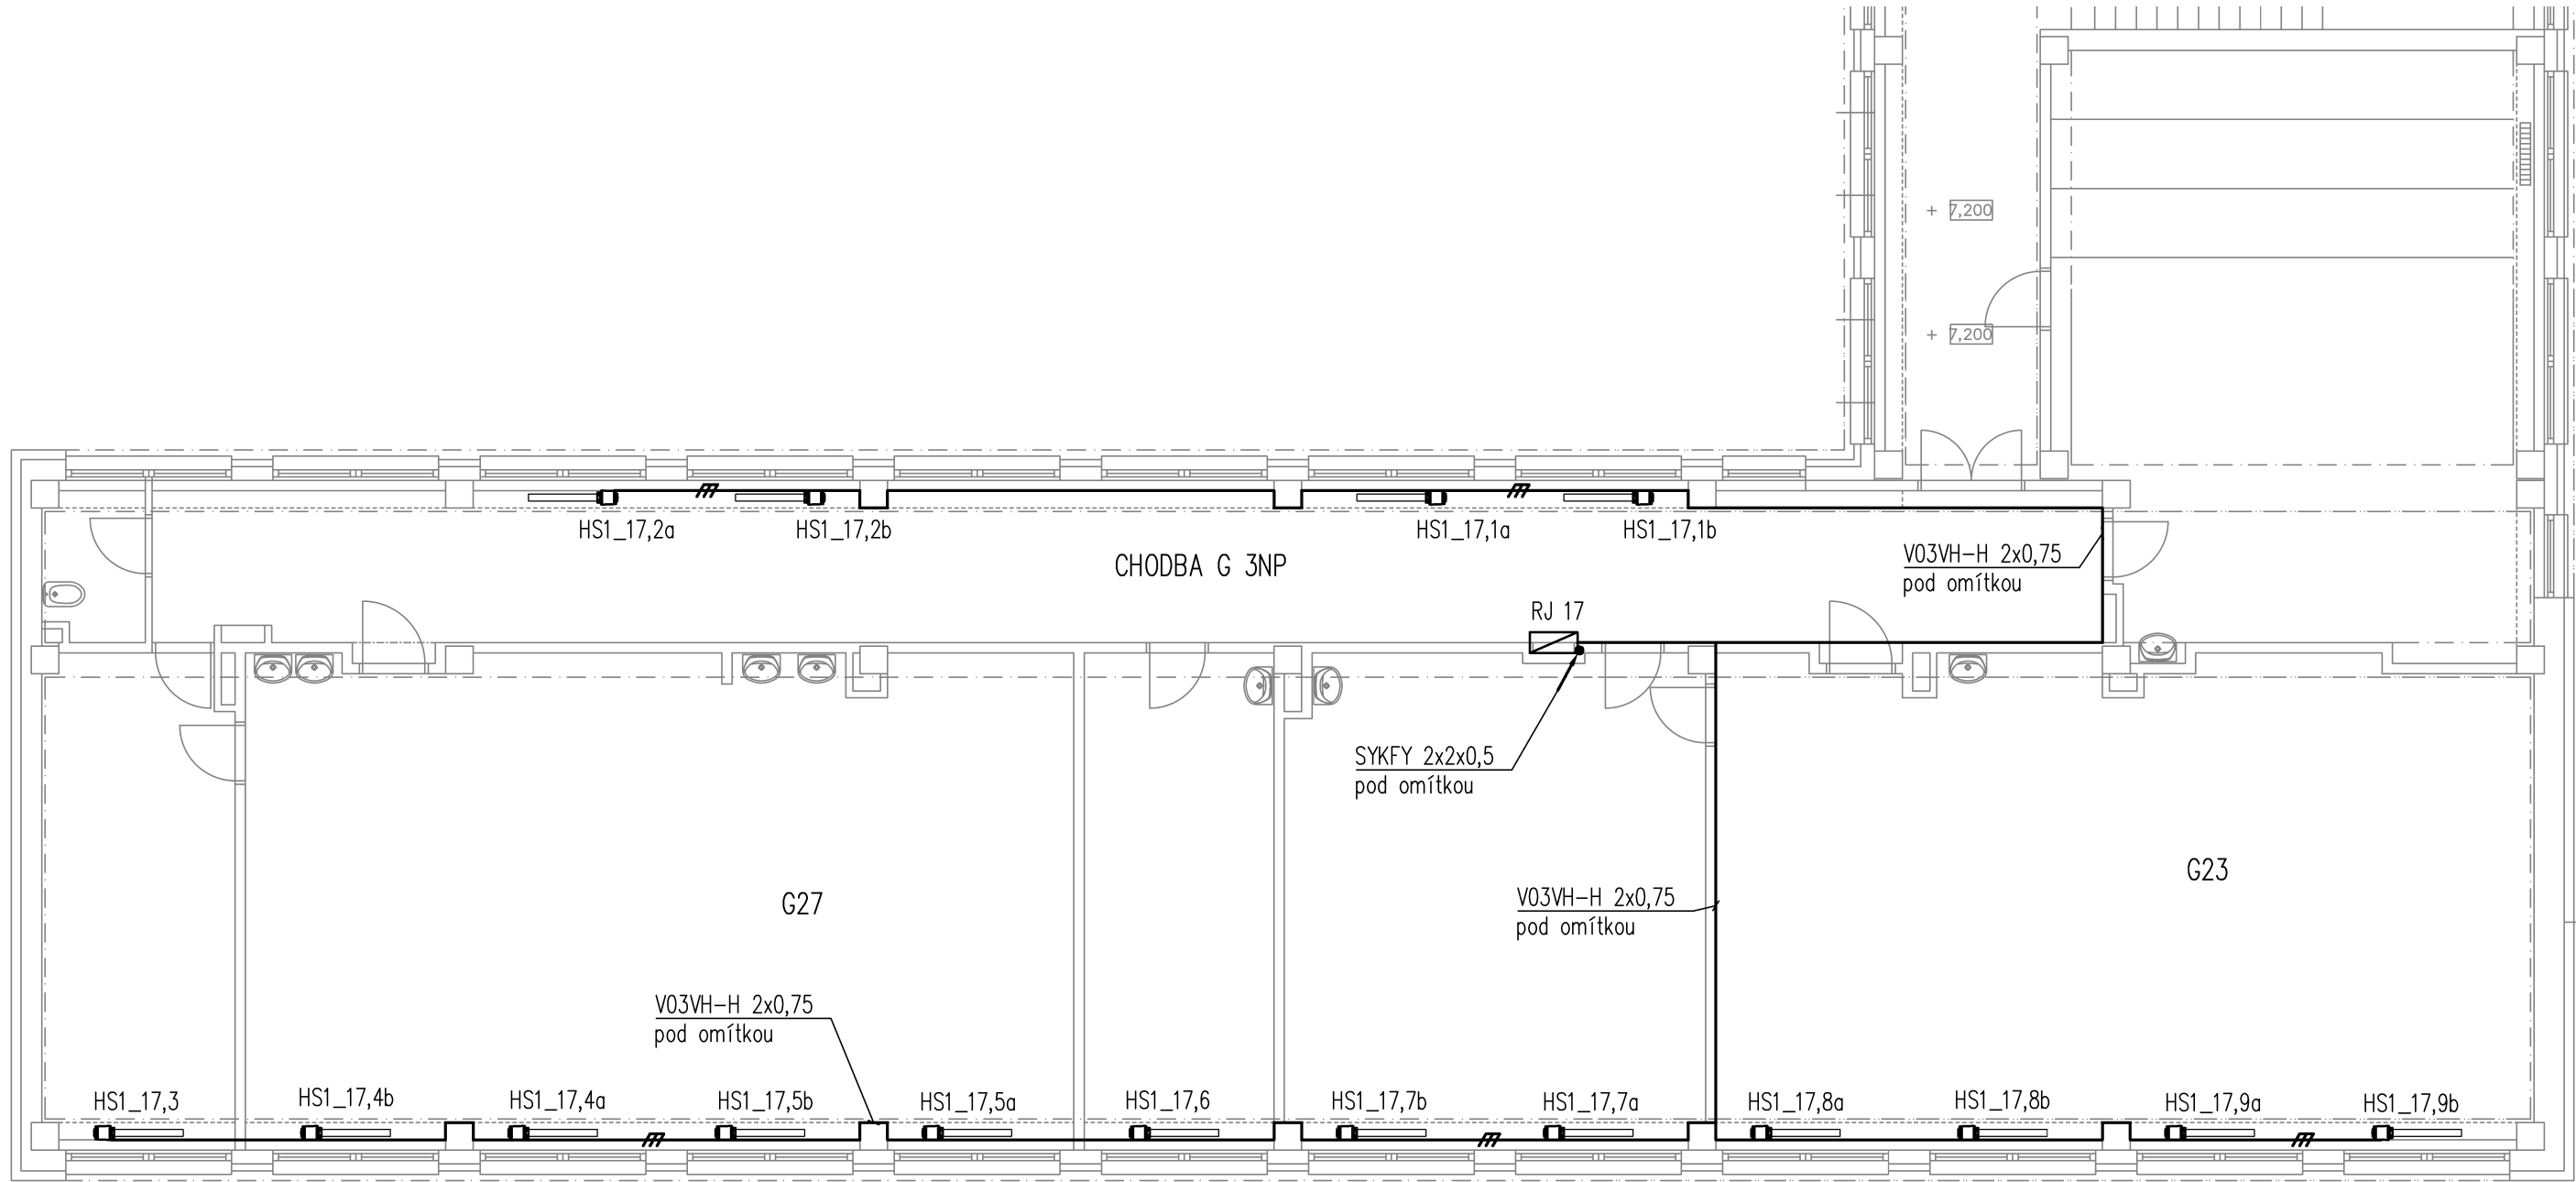 + 7,200
+ 7,200
HS1_17,2a
HS1_17,2b
HS1_17,1a
HS1_17,1b
CHODBA G 3NP
V03VH-H 2x0,75
pod omítkou
RJ 17
SYKFY 2x2x0,5
pod omítkou
G23
G27
V03VH-H 2x0,75
pod omítkou
V03VH-H 2x0,75
pod omítkou
HS1_17,3
HS1_17,4b
HS1_17,4a
HS1_17,5b
HS1_17,5a
HS1_17,6
HS1_17,7b
HS1_17,7a
HS1_17,8a
HS1_17,8b
HS1_17,9a
HS1_17,9b